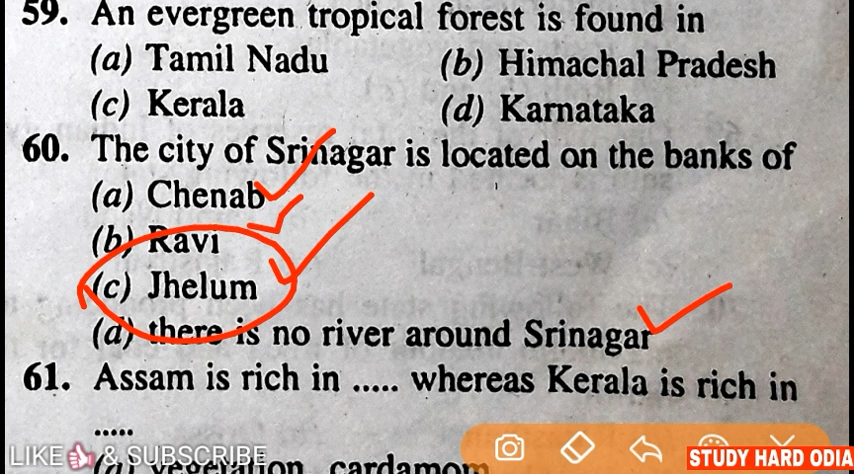 59. An evergreen tropical forest is found in
(a) Tamil Nadu (b) Himachal Pradesh
(c) Kerala (d) Karnataka
60. The city of Srinagar is located on the banks of
(a) Chenab
(b) Ravi
(c) Jhelum
(d) there is no river around Srinagar
61. Assam is rich in ..... whereas Kerala is rich in
.....
LIKE & SUBSCRIBE
(a) vegetation cardamom
STUDY HARD ODIA